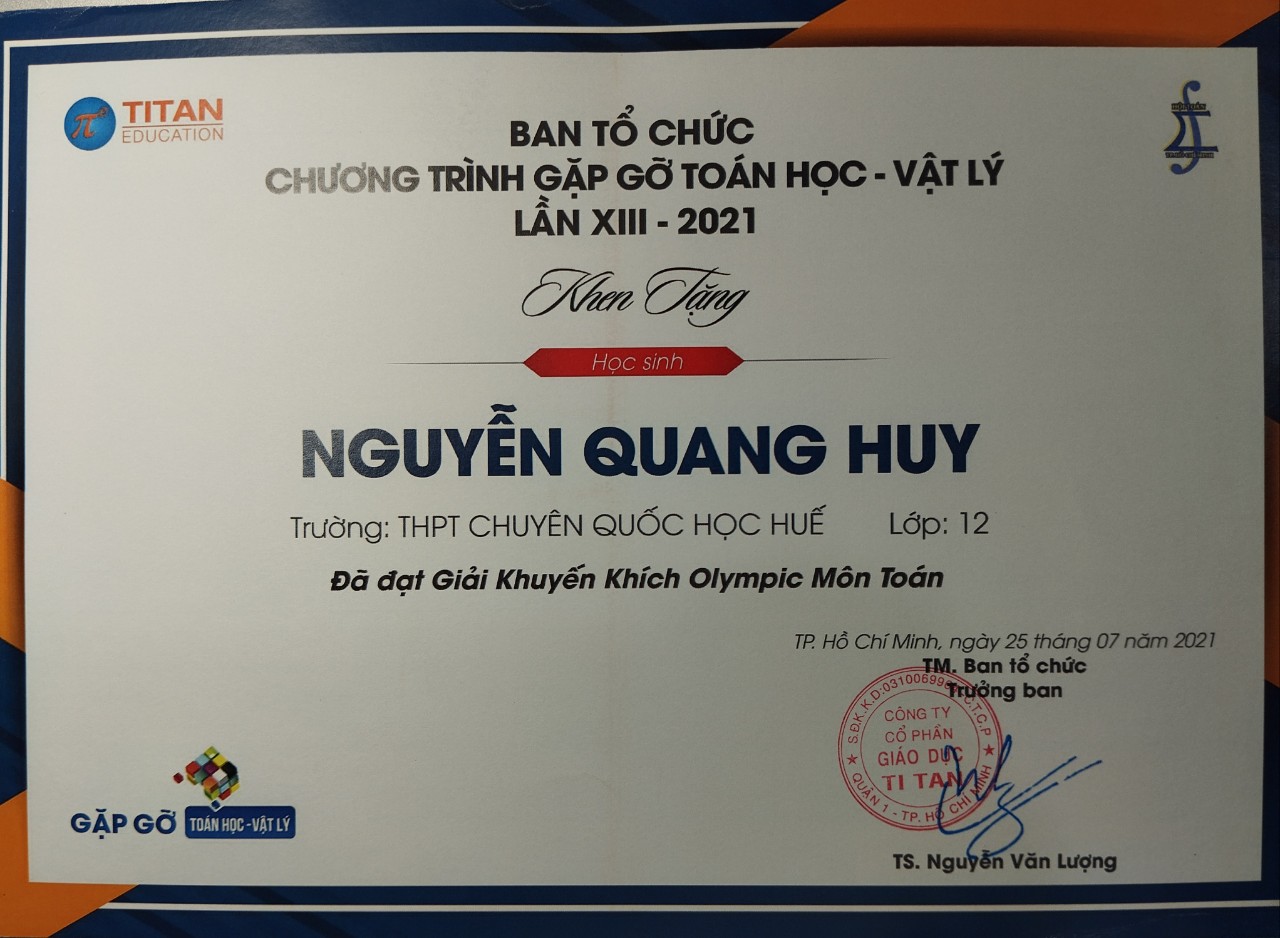 TITAN
EDUCATION
BAN TỔ CHỨC
CHƯƠNG TRÌNH GẶP GỠ TOÁN HỌC - VẬT LÝ
LẦN XIII - 2021
Khen Tặng
Học sinh
NGUYỄN QUANG HUY
Trường: THPT CHUYÊN QUỐC HỌC HUẾ Lớp: 12
Đã đạt Giải Khuyến Khích Olympic Môn Toán
TP. Hồ Chí Minh, ngày 25 tháng 07 năm 2021
TM. Ban tổ chức
Trưởng ban
CÔNG TY
CỔ PHẦN
GIÁO DỤC
TI TAN
QUẬN 1 - TP. HỒ CHÍ MINH
GẶP GỠ TOÁN HỌC - VẬT LÝ
TS. Nguyễn Văn Lượng